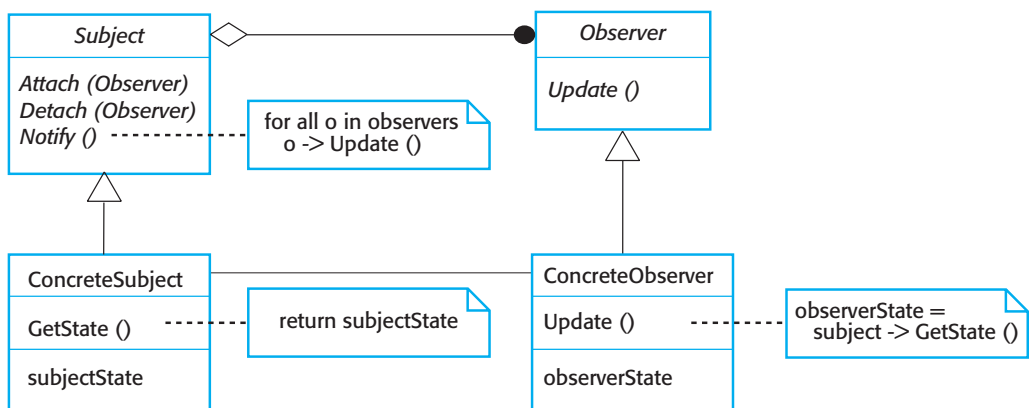 Subject
Observer
Attach (Observer)
Detach (Observer)
Notify ()
for all o in observers
o -> Update ()
Update ()
ConcreteSubject
GetState ()
subjectState
return subjectState
ConcreteObserver
Update ()
observerState
observerState =
subject -> GetState ()